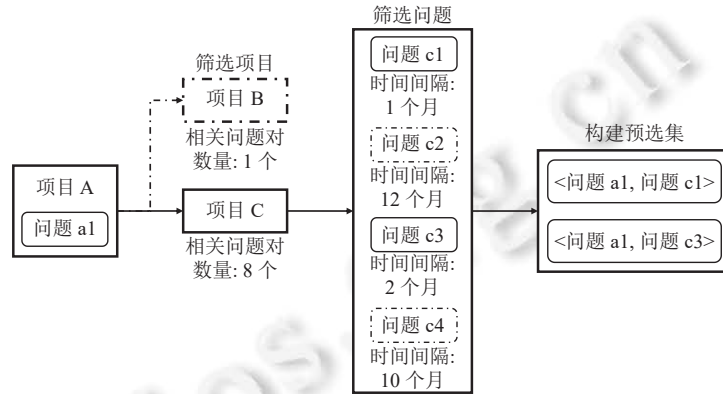 项目 A
问题 a1
筛选项目
项目 B
相关问题对
数量: 1 个
项目 C
相关问题对
数量: 8 个
筛选问题
问题 c1
时间间隔:
1 个月
问题 c2
时间间隔:
12 个月
问题 c3
时间间隔:
2 个月
问题 c4
时间间隔:
10 个月
构建预选集
<问题 a1, 问题 c1>
<问题 a1, 问题 c3>